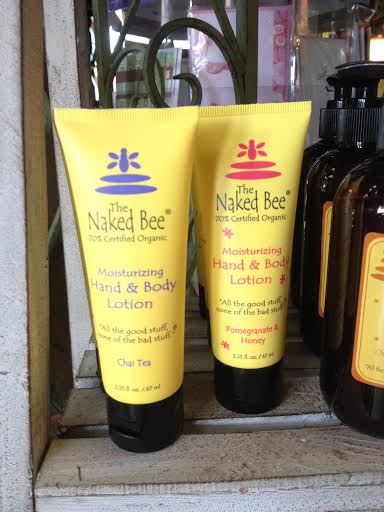 The
Naked Bee®
70% Certified Organic
Moisturizing
Hand & Body
Lotion
"All the good stuff,
none of the bad stuff."
Chai Tea
2.25 fl. oz. / 67 ml
The
Naked Bee®
70% Certified Organic
Moisturizing
Hand & Body
Lotion
"All the good stuff,
none of the bad stuff."
Pomegranate &
Honey
2.25 fl. oz. / 67 ml
"All the